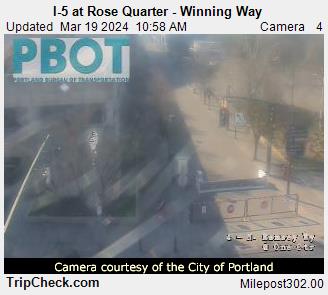 I-5 at Rose Quarter - Winning Way
Updated Mar 19 2024 10:58 AM Camera 4
PBOT
PORTLAND BUREAU OF TRANSPORTATION
Camera courtesy of the City of Portland
TripCheck.com Milepost302.00